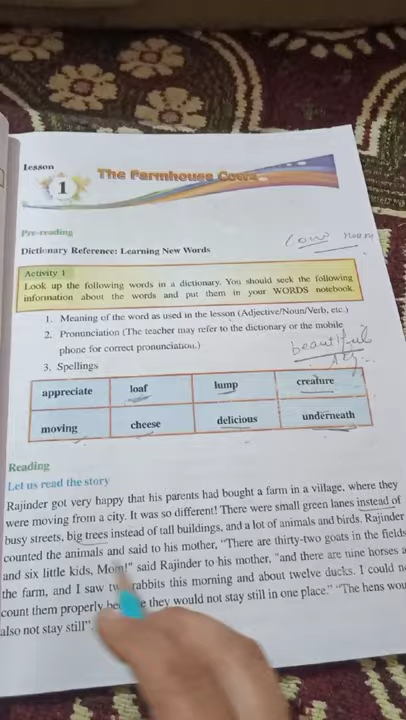 Lesson
1
The Farmhouse Cows
Pre-reading
Cow Noun
Dictionary Reference: Learning New Words
Activity 1
Look up the following words in a dictionary. You should seek the following
information about the words and put them in your WORDS notebook.
1. Meaning of the word as used in the lesson (Adjective/Noun/Verb, etc.)
2. Pronunciation (The teacher may refer to the dictionary or the mobile
phone for correct pronunciation.)
beautiful
3. Spellings
appreciate loaf lump creature
moving cheese delicious underneath
Reading
Let us read the story
Rajinder got very happy that his parents had bought a farm in a village, where they
were moving from a city. It was so different! There were small green lanes instead of
busy streets, big trees instead of tall buildings, and a lot of animals and birds. Rajinder
counted the animals and said to his mother, "There are thirty-two goats in the fields
and six little kids, Mom!" said Rajinder to his mother, "and there are nine horses
the farm, and I saw rabbits this morning and about twelve ducks. I could
count them properly they would not stay still in one place." "The hens
also not stay still".